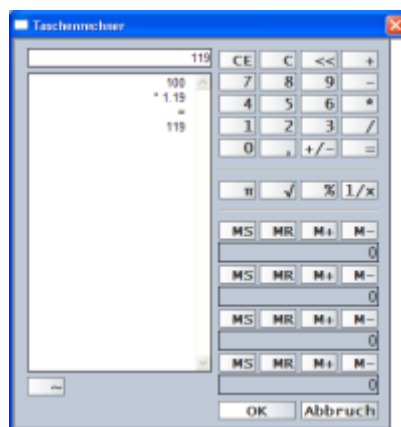 Taschenrechner
119
100
* 1.19
=
119
CE C << +
7 8 9 -
4 5 6 *
1 2 3 /
0 , +/- =
π √ % 1/x
MS MR M+ M-
0
MS MR M+ M-
0
MS MR M+ M-
0
MS MR M+ M-
0
~
OK Abbruch